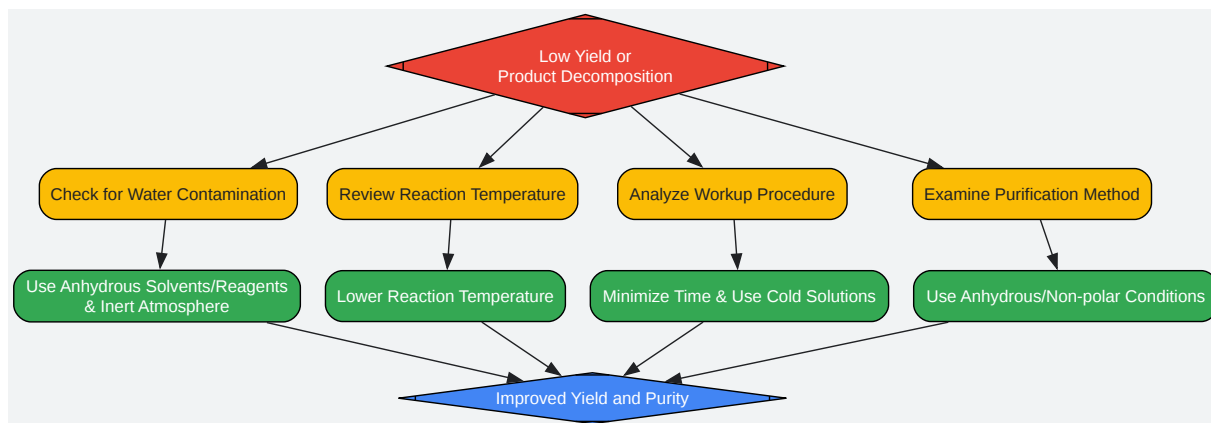 Low Yield or
Product Decomposition
Check for Water Contamination
Review Reaction Temperature
Analyze Workup Procedure
Examine Purification Method
Use Anhydrous Solvents/Reagents
& Inert Atmosphere
Lower Reaction Temperature
Minimize Time & Use Cold Solutions
Use Anhydrous/Non-polar Conditions
Improved Yield and Purity